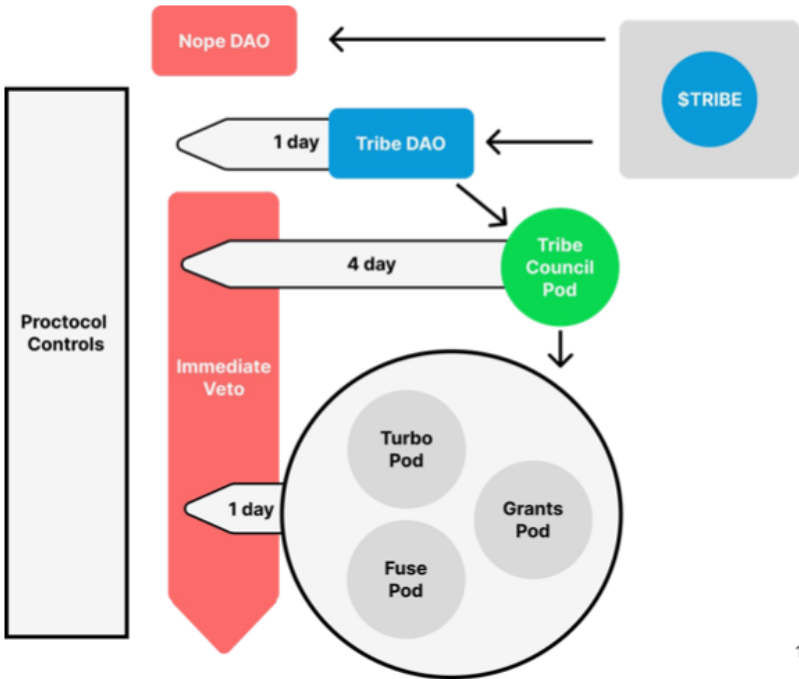 Nope DAO
$TRIBE
1 day
Tribe DAO
Tribe
Council
Pod
4 day
Proctocol
Controls
Immediate
Veto
Turbo
Pod
Grants
Pod
1 day
Fuse
Pod
1